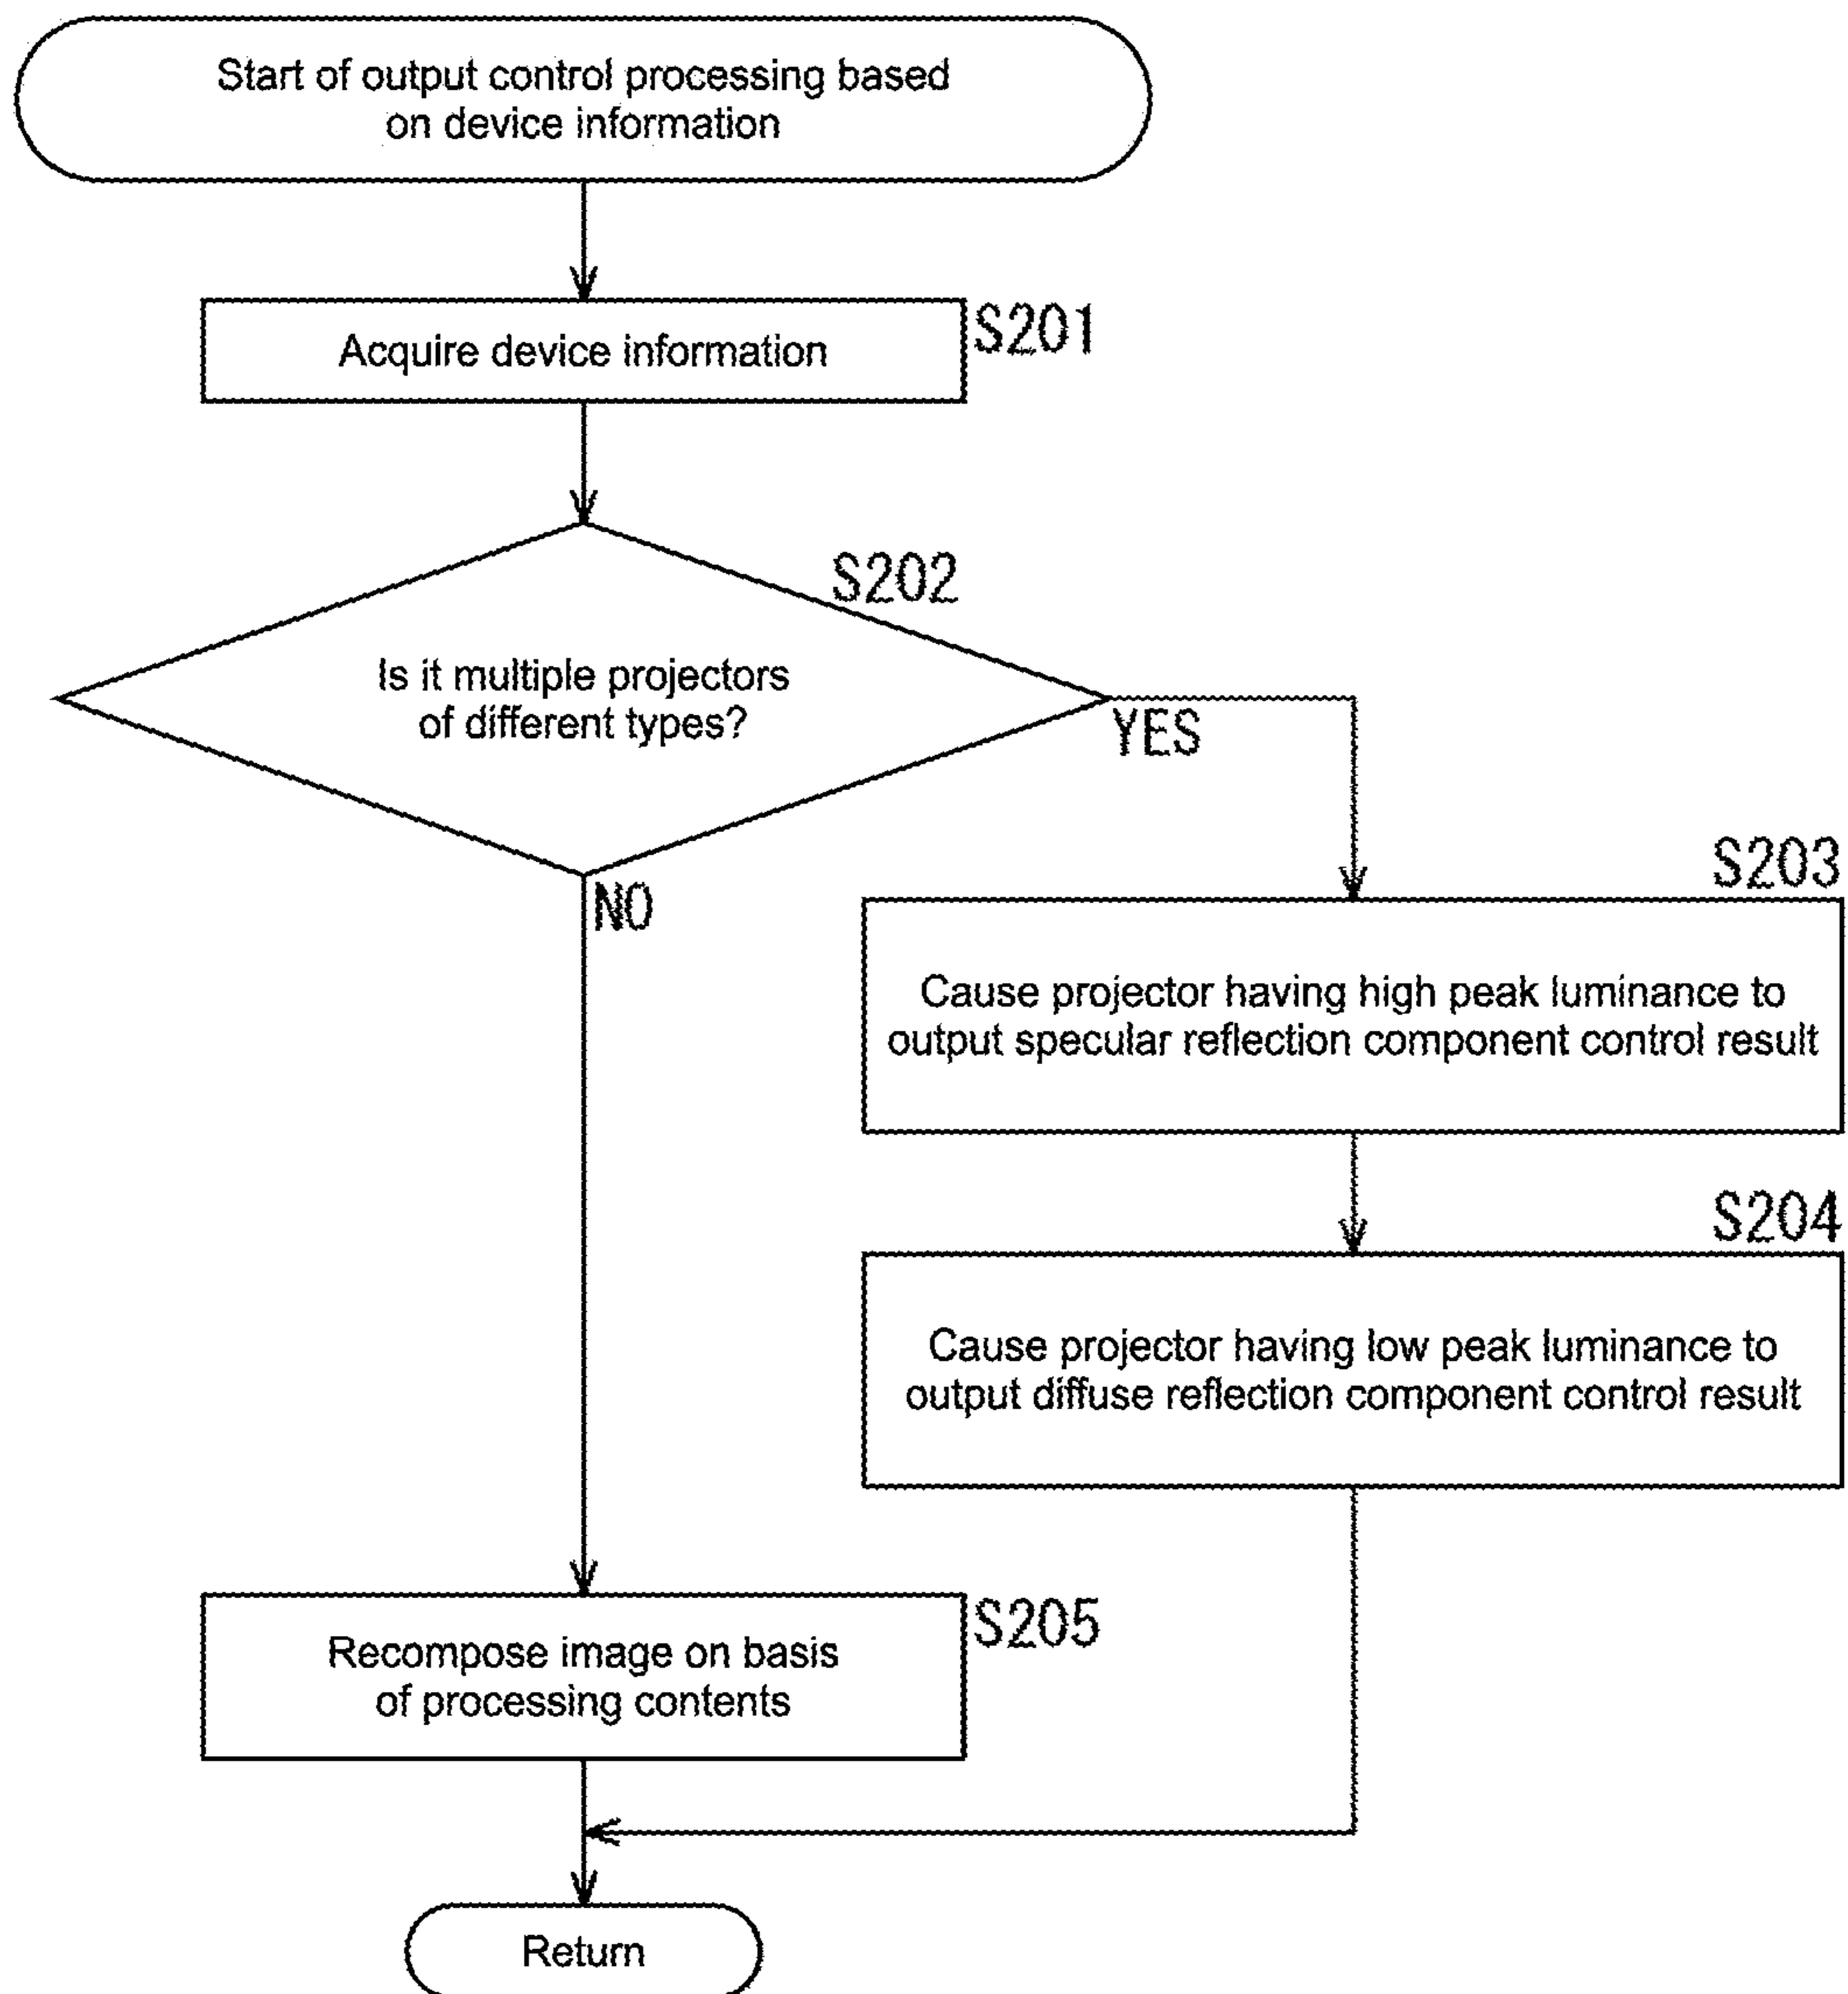 Start of output control processing based
on device information
Acquire device information
S201
S202
Is it multiple projectors
of different types?
YES
NO
S203
Cause projector having high peak luminance to
output specular reflection component control result
S204
Cause projector having low peak luminance to
output diffuse reflection component control result
S205
Recompose image on basis
of processing contents
Return